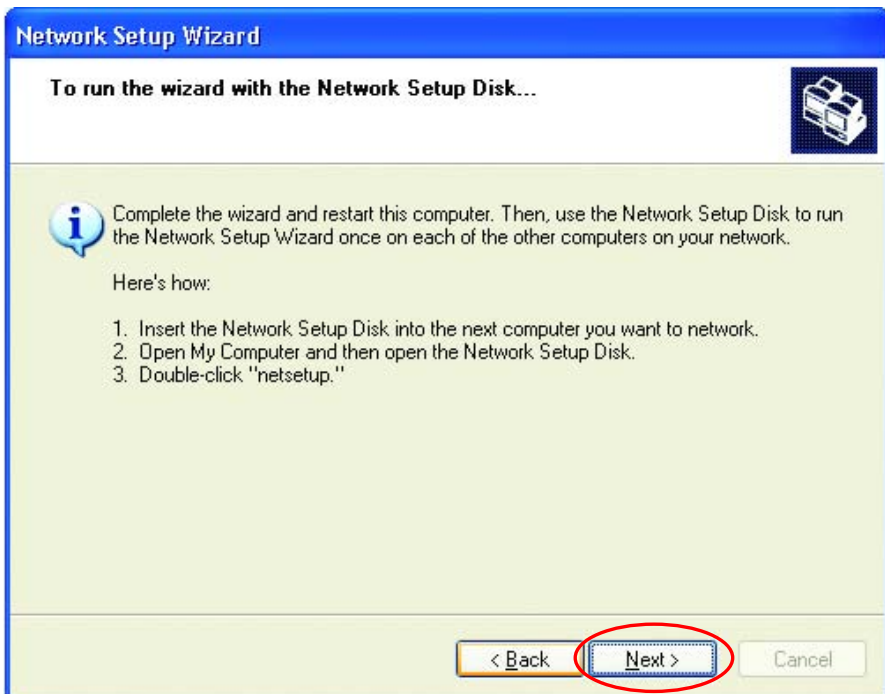 Network Setup Wizard
To run the wizard with the Network Setup Disk...
Complete the wizard and restart this computer. Then, use the Network Setup Disk to run
the Network Setup Wizard once on each of the other computers on your network.
Here's how:
1. Insert the Network Setup Disk into the next computer you want to network.
2. Open My Computer and then open the Network Setup Disk.
3. Double-click "netsetup."
< Back
Next >
Cancel